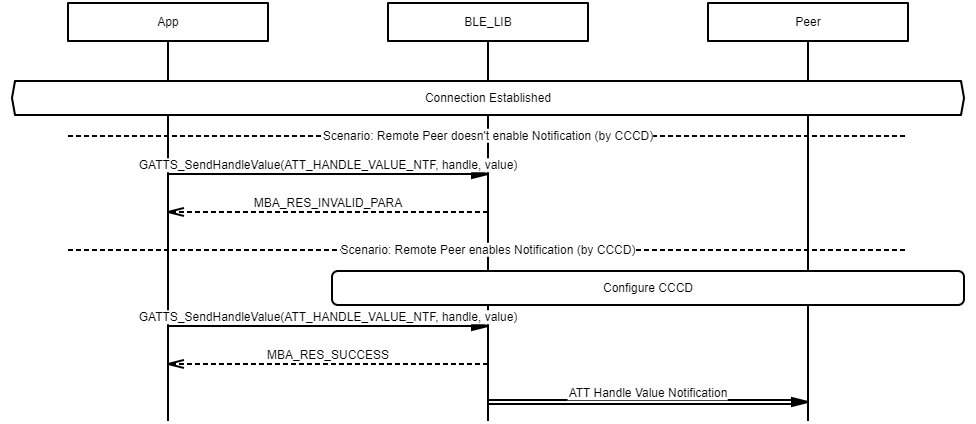 App
BLE_LIB
Peer
Connection Established
Scenario: Remote Peer doesn't enable Notification (by CCCD)
GATTS_SendHandleValue(ATT_HANDLE_VALUE_NTF, handle, value)
MBA_RES_INVALID_PARA
Scenario: Remote Peer enables Notification (by CCCD)
Configure CCCD
GATTS_SendHandleValue(ATT_HANDLE_VALUE_NTF, handle, value)
MBA_RES_SUCCESS
ATT Handle Value Notification